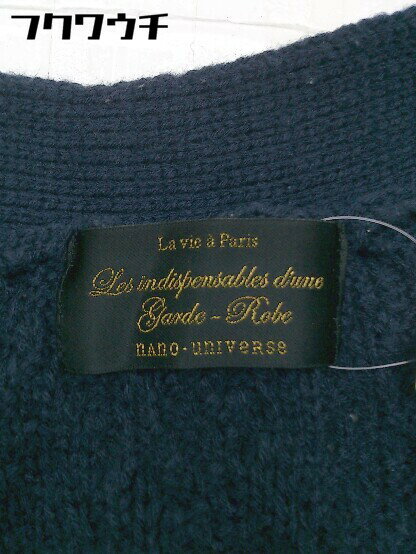 フクワウチ
La vie à Paris
Les indispensables d'une
Garde-Robe
nano·universe